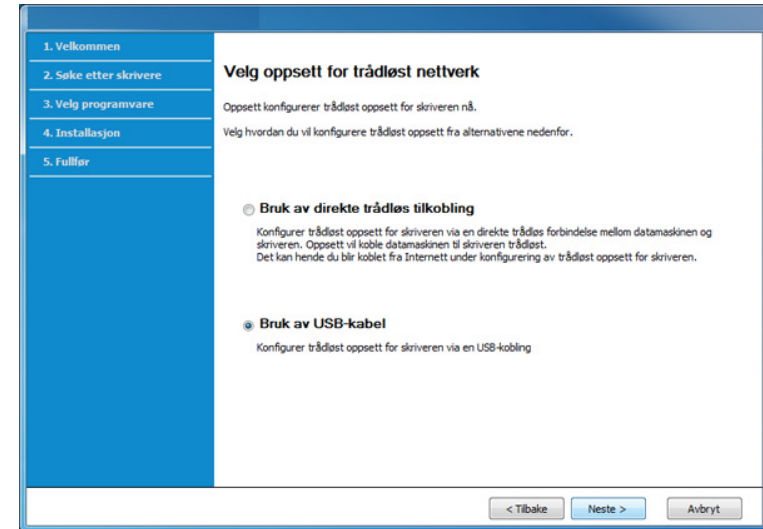 1. Velkommen
2. Søke etter skrivere
3. Velg programvare
4. Installasjon
5. Fullfør
Velg oppsett for trådløst nettverk
Oppsett konfigurerer trådløst oppsett for skriveren nå.
Velg hvordan du vil konfigurere trådløst oppsett fra alternativene nedenfor.
Bruk av direkte trådløs tilkobling
Konfigurer trådløst oppsett for skriveren via en direkte trådløs forbindelse mellom datamaskinen og
skriveren. Oppsett vil koble datamaskinen til skriveren trådløst.
Det kan hende du blir koblet fra Internett under konfigurering av trådløst oppsett for skriveren.
Bruk av USB-kabel
Konfigurer trådløst oppsett for skriveren via en USB-kobling
< Tilbake
Neste >
Avbryt